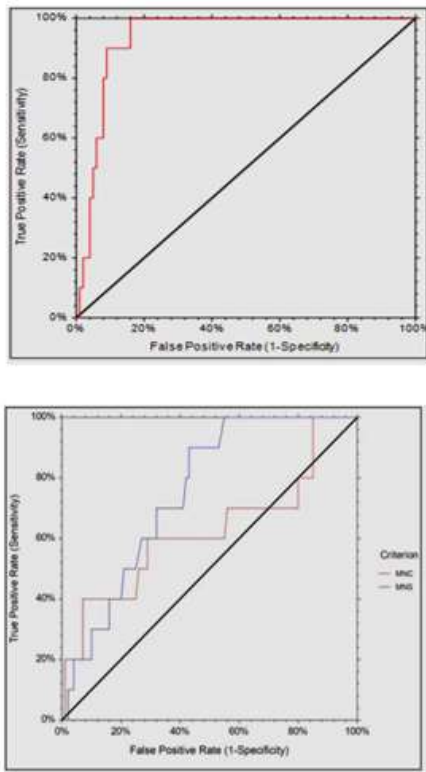 100%
80%
60%
40%
20%
0%
True Positive Rate (Sensitivity)
0% 20% 40% 60% 80% 100%
False Positive Rate (1-Specificity)
100%
80%
60%
40%
20%
0%
True Positive Rate (Sensitivity)
0% 20% 40% 60% 80% 100%
False Positive Rate (1-Specificity)
Criterion
MNC
MNS